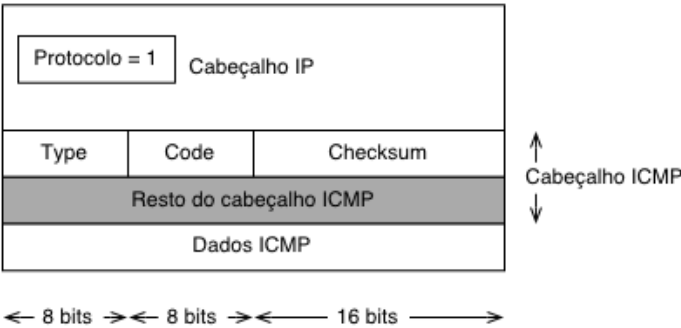 Protocolo = 1
Cabeçalho IP
Type Code Checksum
Cabeçalho ICMP
Resto do cabeçalho ICMP
Dados ICMP
8 bits 8 bits 16 bits